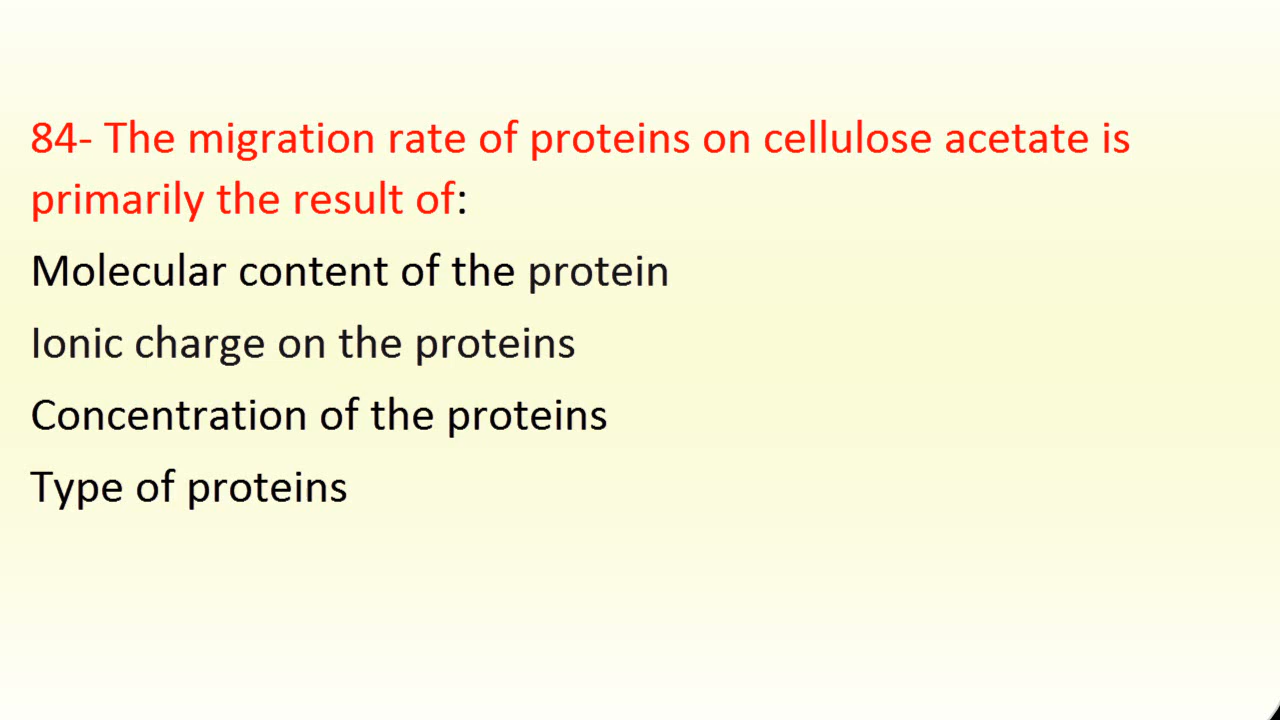 84- The migration rate of proteins on cellulose acetate is
primarily the result of:
Molecular content of the protein
Ionic charge on the proteins
Concentration of the proteins
Type of proteins